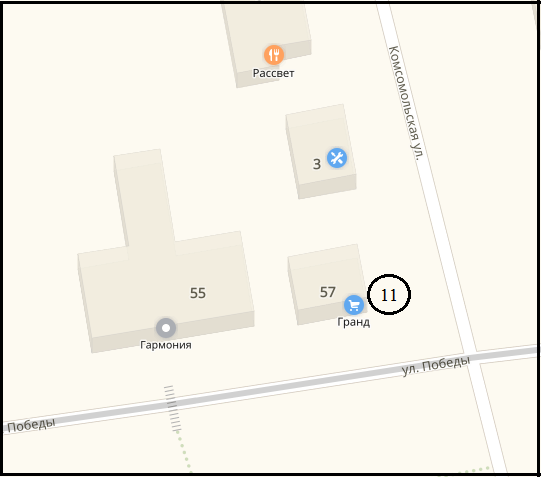 Рассвет
Комсомольская ул.
3
55
57
11
Гранд
Гармония
ул. Победы
Победы